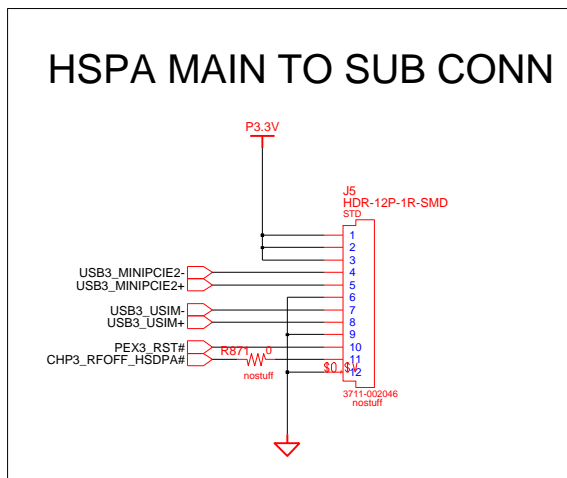 HSPA MAIN TO SUB CONN
P3.3V
J5
HDR-12P-1R-SMD
STD
1
2
3
USB3_MINIPCIE2- 4
USB3_MINIPCIE2+ 5
6
USB3_USIM- 7
USB3_USIM+ 8
9
PEX3_RST# 10
CHP3_RFOFF_HSDPA# R871 0 11
nostuff
12
3711-002046
nostuff